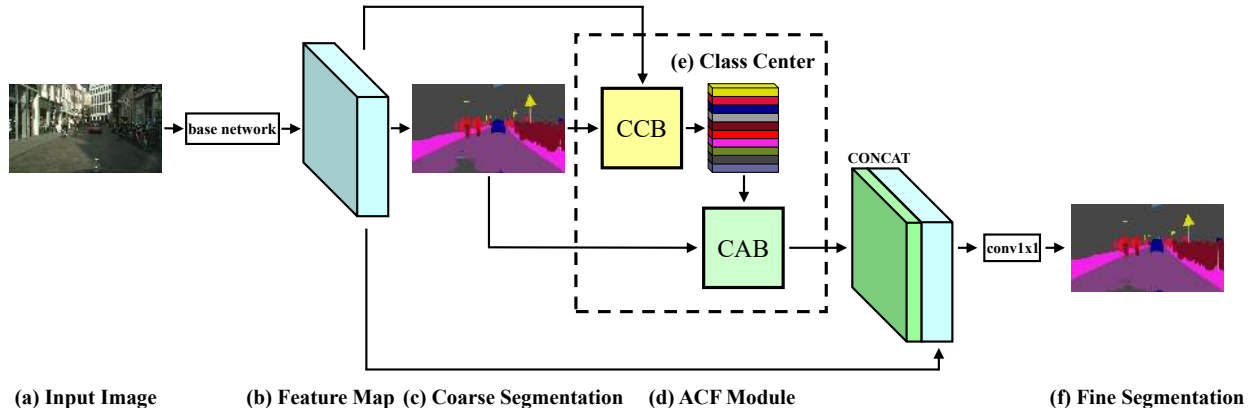 (e) Class Center
base network
CCB
CONCAT
CAB
conv1x1
(a) Input Image
(b) Feature Map
(c) Coarse Segmentation
(d) ACF Module
(f) Fine Segmentation